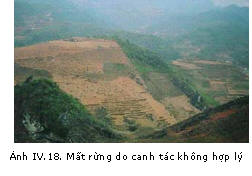 Ảnh IV.18. Mất rừng do canh tác không hợp lý